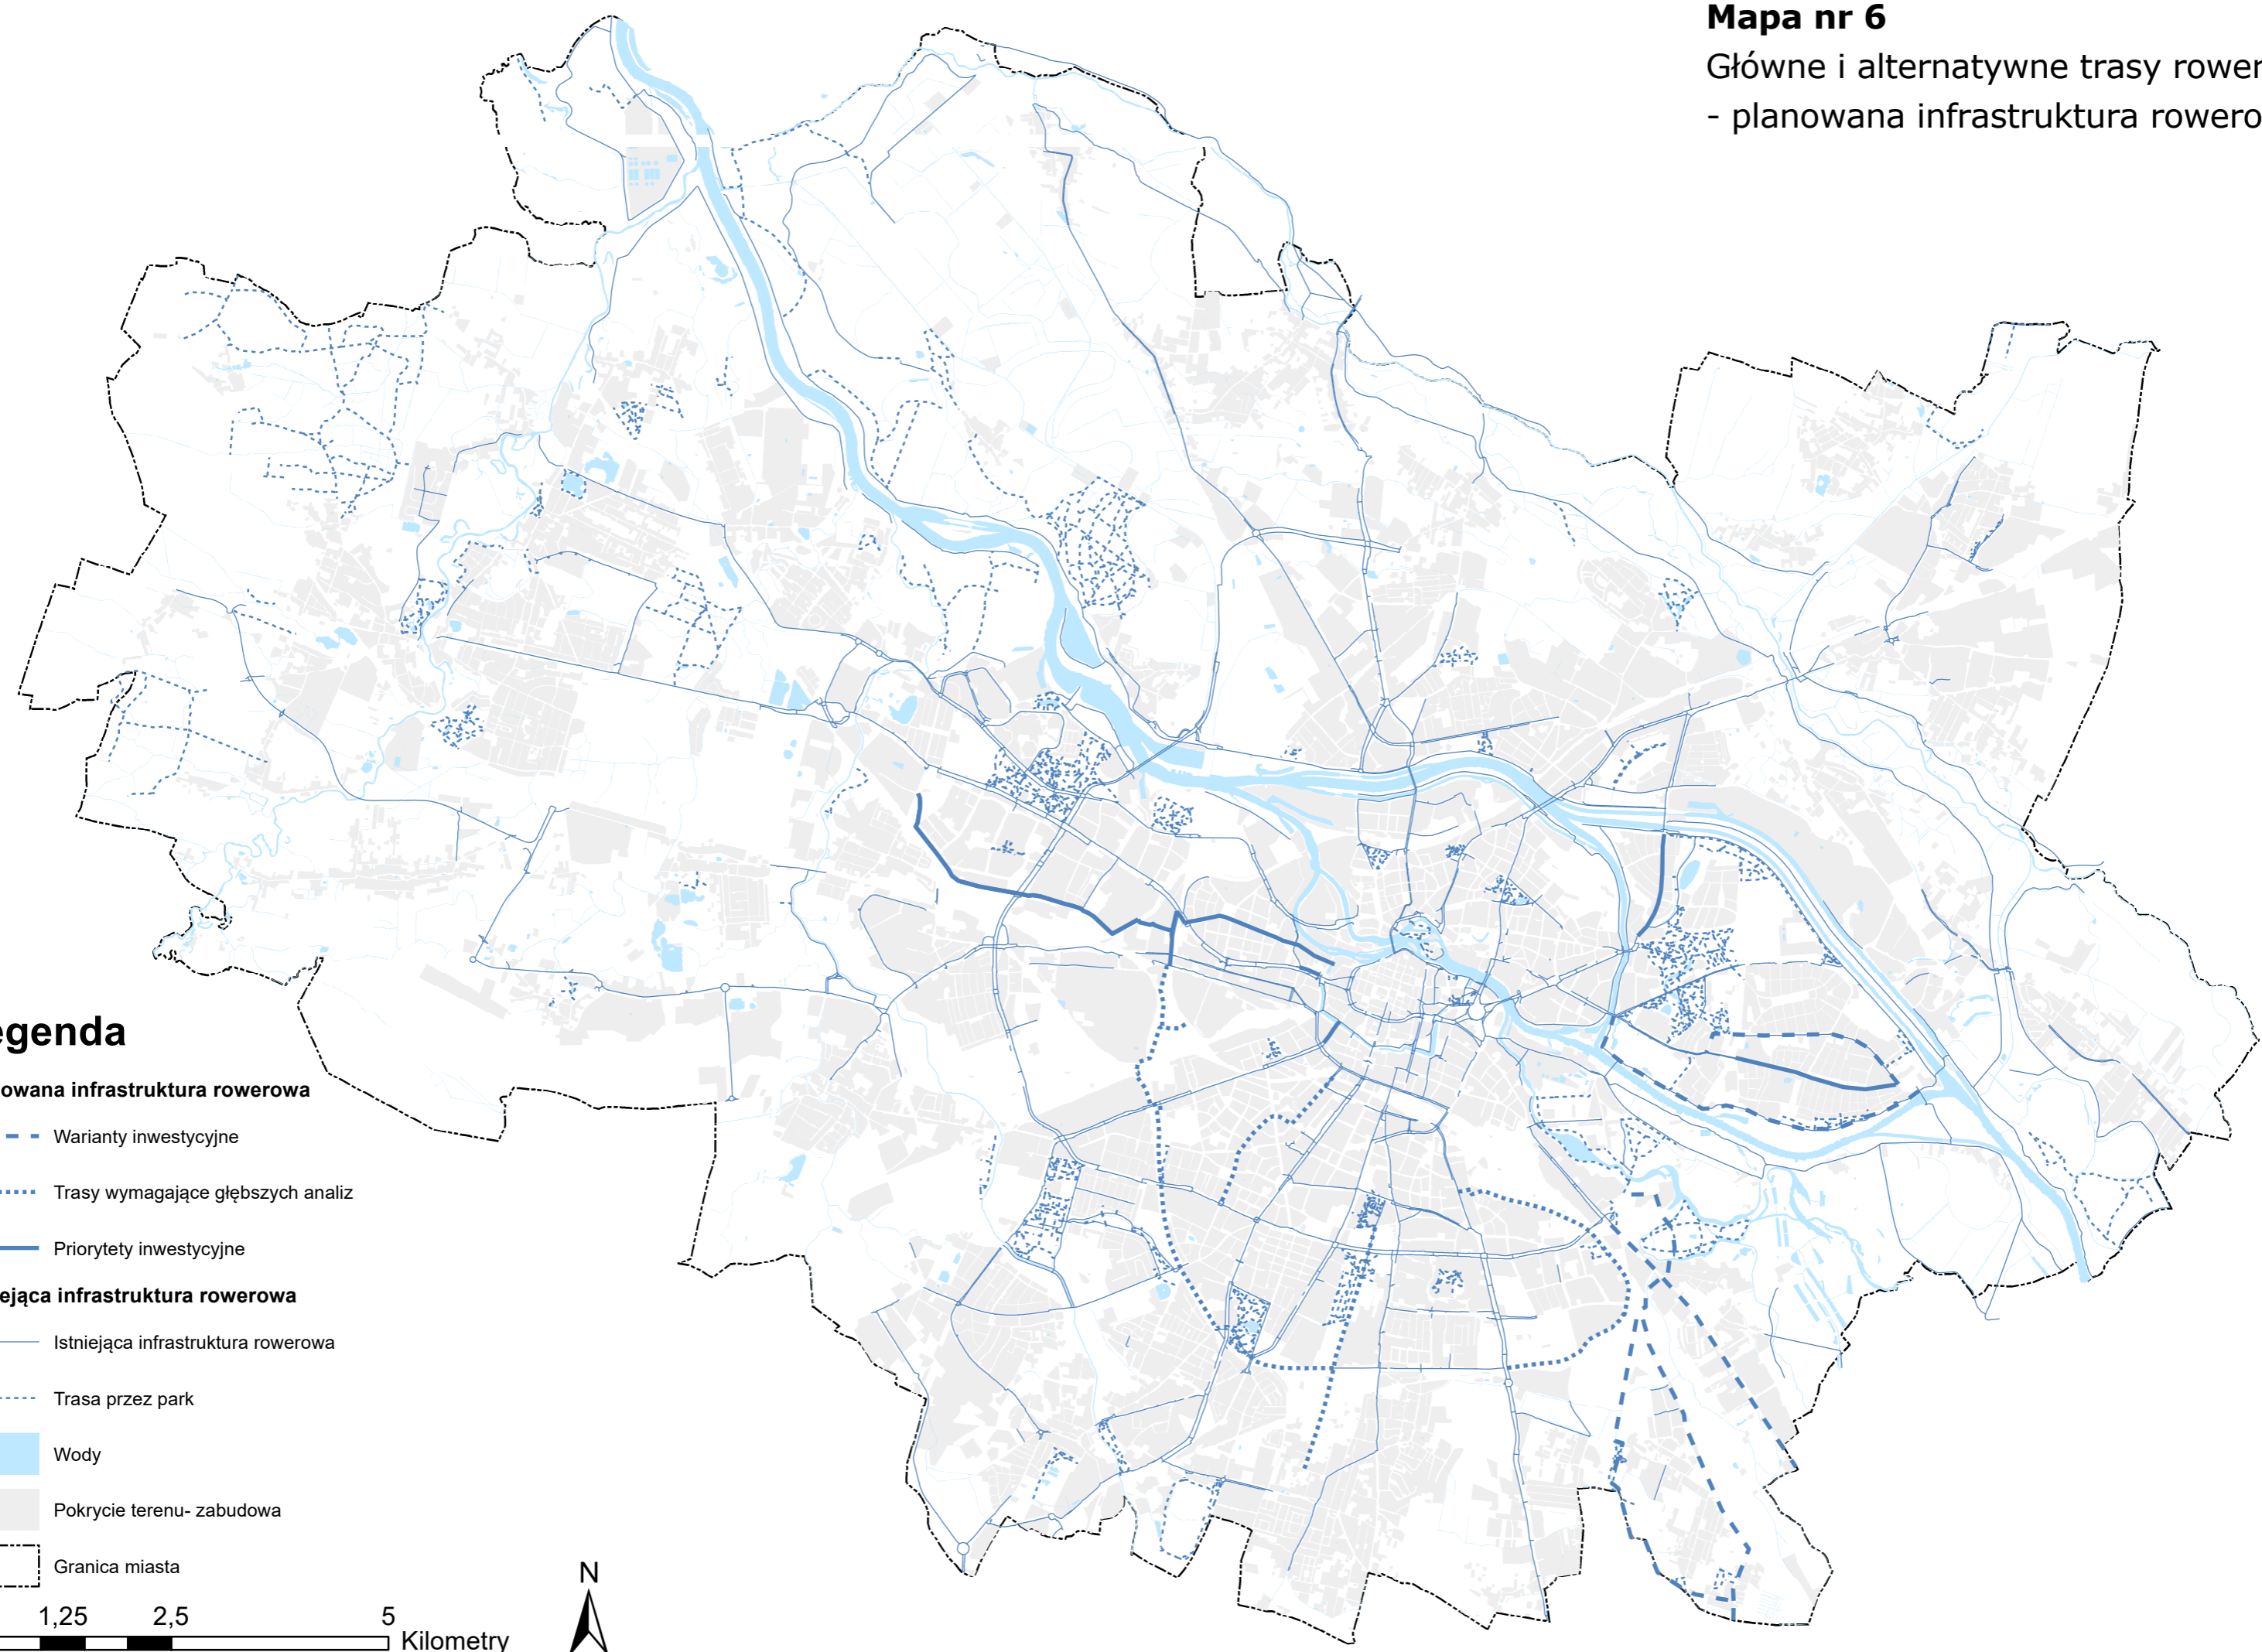 Mapa nr 6
Główne i alternatywne trasy rower
- planowana infrastruktura rowero
egenda
owana infrastruktura rowerowa
Warianty inwestycyjne
Trasy wymagające głębszych analiz
Priorytety inwestycyjne
ejąca infrastruktura rowerowa
Istniejąca infrastruktura rowerowa
Trasa przez park
Wody
Pokrycie terenu- zabudowa
Granica miasta
1,25 2,5 5
Kilometry
N